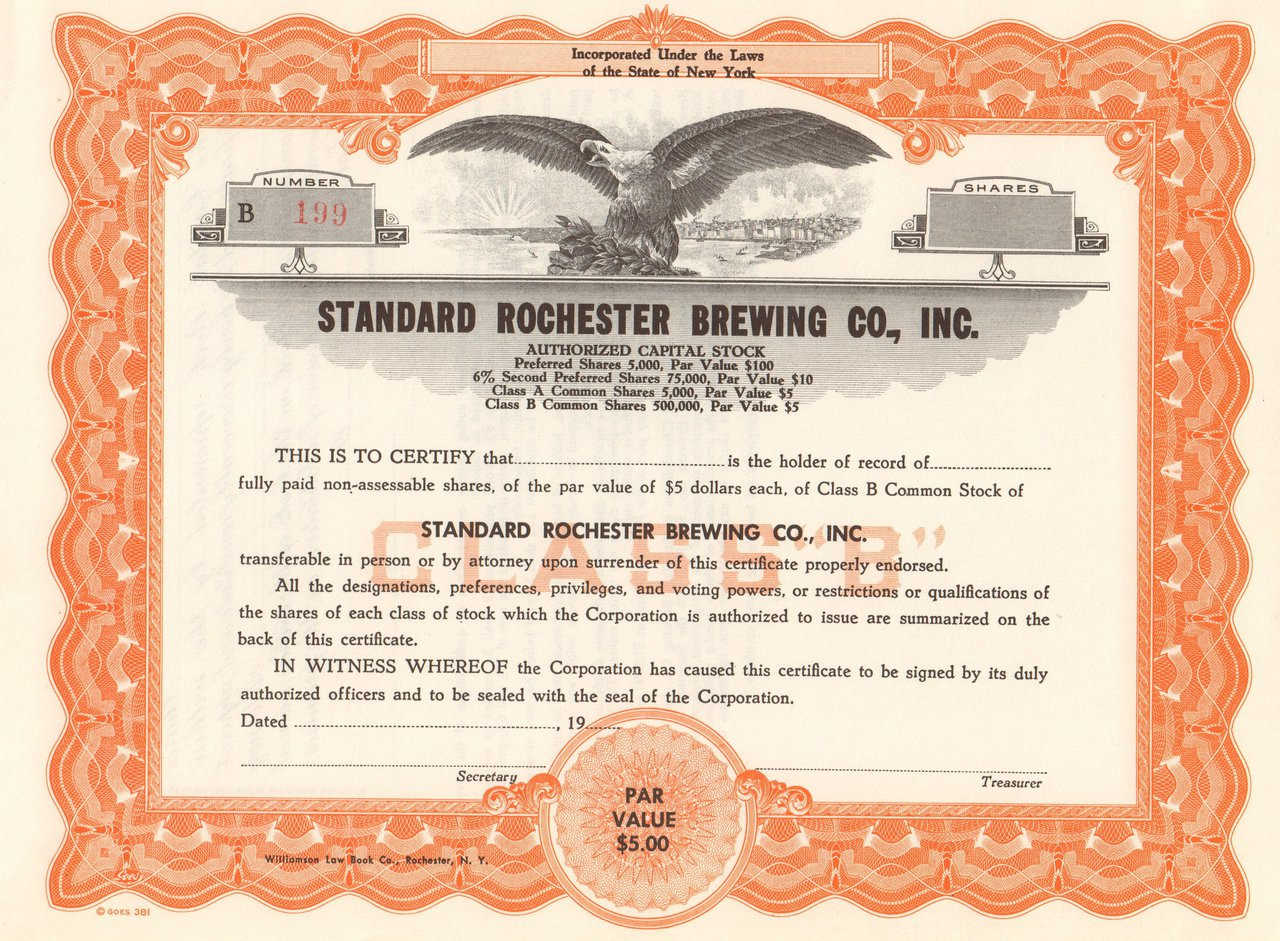 Incorporated Under the Laws
of the State of New York
NUMBER
B 199
SHARES
STANDARD ROCHESTER BREWING CO., INC.
AUTHORIZED CAPITAL STOCK
Preferred Shares 5,000, Par Value $100
6% Second Preferred Shares 75,000, Par Value $10
Class A Common Shares 5,000, Par Value $5
Class B Common Shares 500,000, Par Value $5
THIS IS TO CERTIFY that is the holder of record of
fully paid non-assessable shares, of the par value of $5 dollars each, of Class B Common Stock of
CLASS "B"
STANDARD ROCHESTER BREWING CO., INC.
transferable in person or by attorney upon surrender of this certificate properly endorsed.
All the designations, preferences, privileges, and voting powers, or restrictions or qualifications of
the shares of each class of stock which the Corporation is authorized to issue are summarized on the
back of this certificate.
IN WITNESS WHEREOF the Corporation has caused this certificate to be signed by its duly
authorized officers and to be sealed with the seal of the Corporation.
Dated , 19
Secretary
Treasurer
PAR
VALUE
$5.00
Williamson Law Book Co., Rochester, N. Y.
© GOES 381